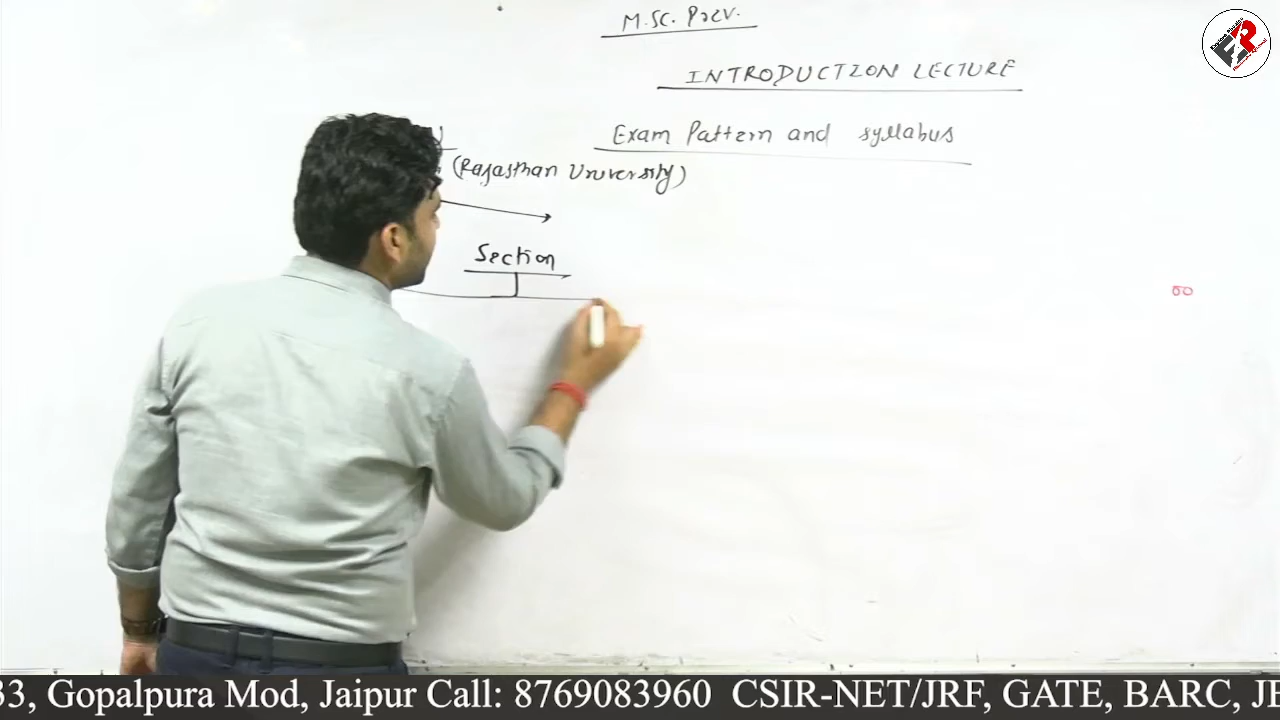 M.SC. Prev.
INTRODUCTION LECTURE
Exam Pattern and syllabus
(Rajasthan University)
Section
33, Gopalpura Mod, Jaipur Call: 8769083960 CSIR-NET/JRF, GATE, BARC, JE